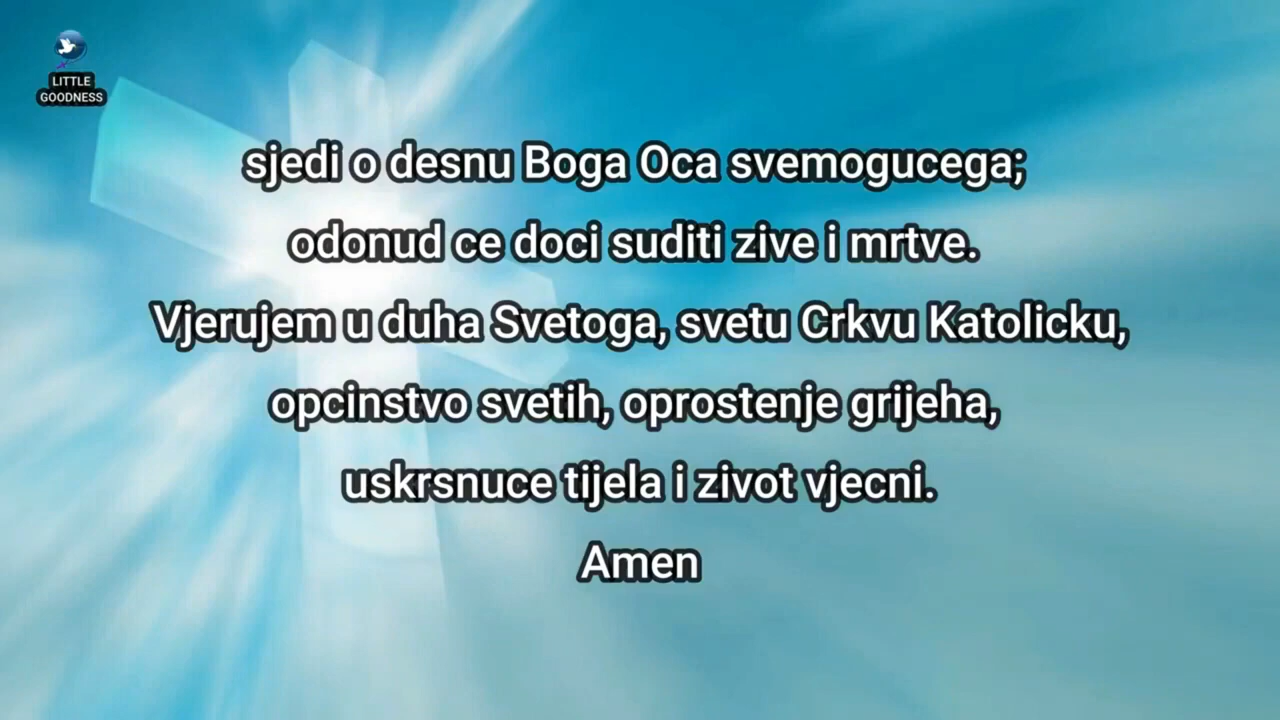 LITTLE
GOODNESS
sjedi o desnu Boga Oca svemogucega;
odonud ce doci suditi zive i mrtve.
Vjerujem u duha Svetoga, svetu Crkvu Katolicku,
opcinstvo svetih, oprostenje grijeha,
uskrsnuce tijela i zivot vjecni.
Amen